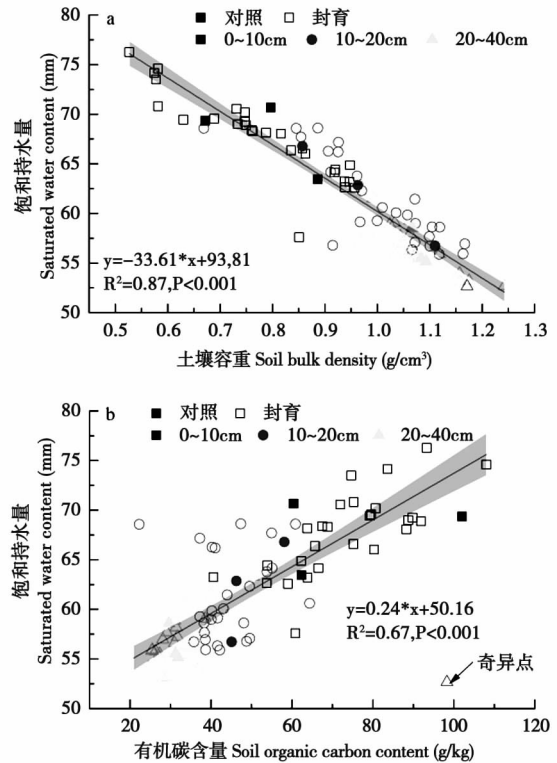 a
■ 对照 □ 封育
■ 0~10cm ● 10~20cm ▲ 20~40cm
80
75
70
65
60
55
50
饱和持水量
Saturated water content (mm)
y=−33.61*x+93,81
R²=0.87,P<0.001
0.5 0.6 0.7 0.8 0.9 1.0 1.1 1.2 1.3
土壤容重 Soil bulk density (g/cm³)
b
■ 对照 □ 封育
■ 0~10cm ● 10~20cm ▲ 20~40cm
80
75
70
65
60
55
50
饱和持水量
Saturated water content (mm)
y=0.24*x+50.16
R²=0.67,P<0.001
奇异点
20 40 60 80 100 120
有机碳含量 Soil organic carbon content (g/kg)